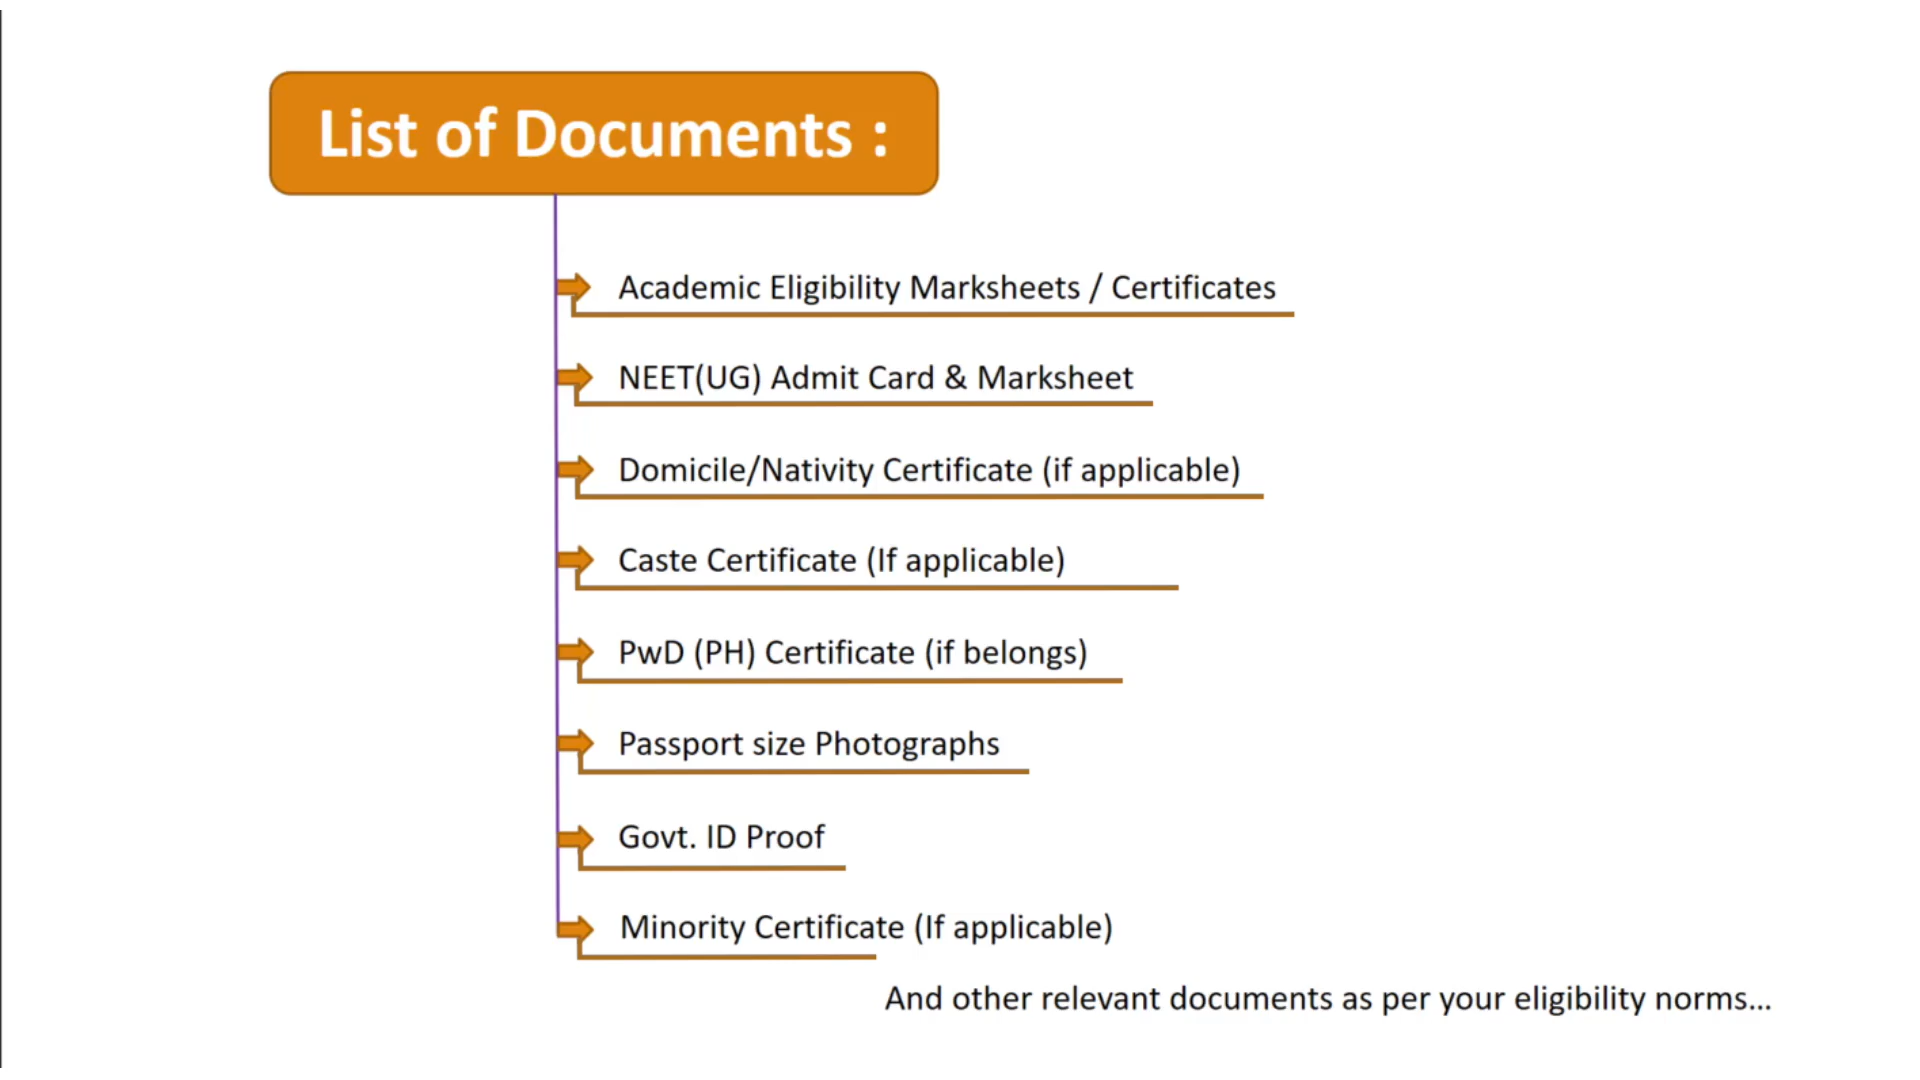 List of Documents :
Academic Eligibility Marksheets / Certificates
NEET(UG) Admit Card & Marksheet
Domicile/Nativity Certificate (if applicable)
Caste Certificate (If applicable)
PwD (PH) Certificate (if belongs)
Passport size Photographs
Govt. ID Proof
Minority Certificate (If applicable)
And other relevant documents as per your eligibility norms...